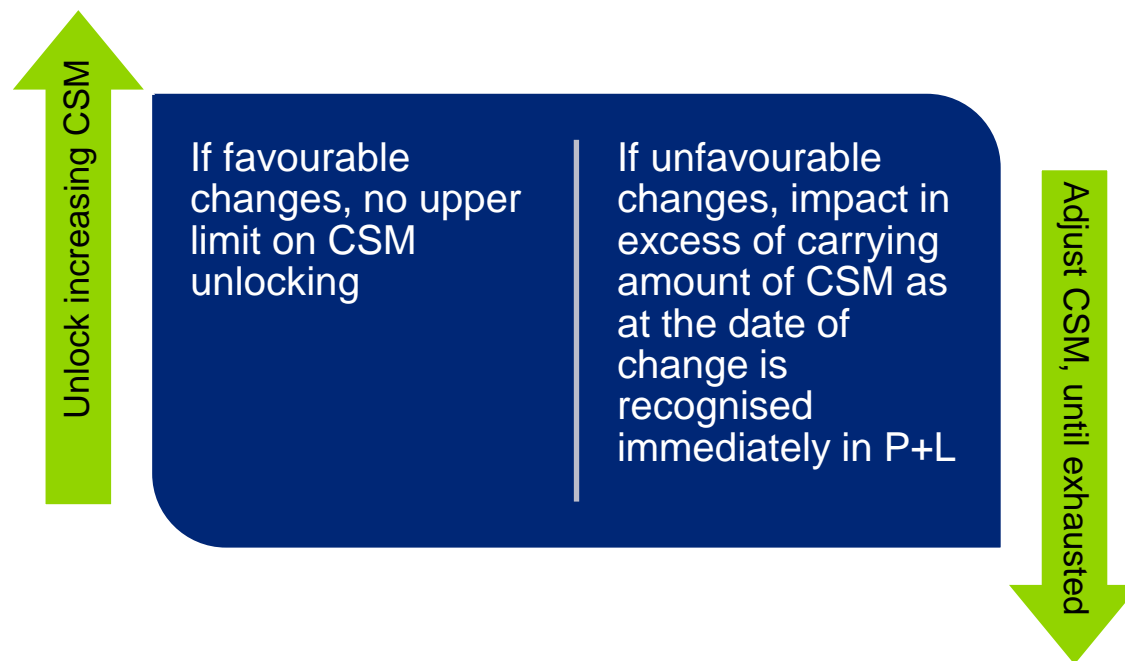 Unlock increasing CSM
If favourable
changes, no upper
limit on CSM
unlocking
If unfavourable
changes, impact in
excess of carrying
amount of CSM as
at the date of
change is
recognised
immediately in P+L
Adjust CSM, until exhausted